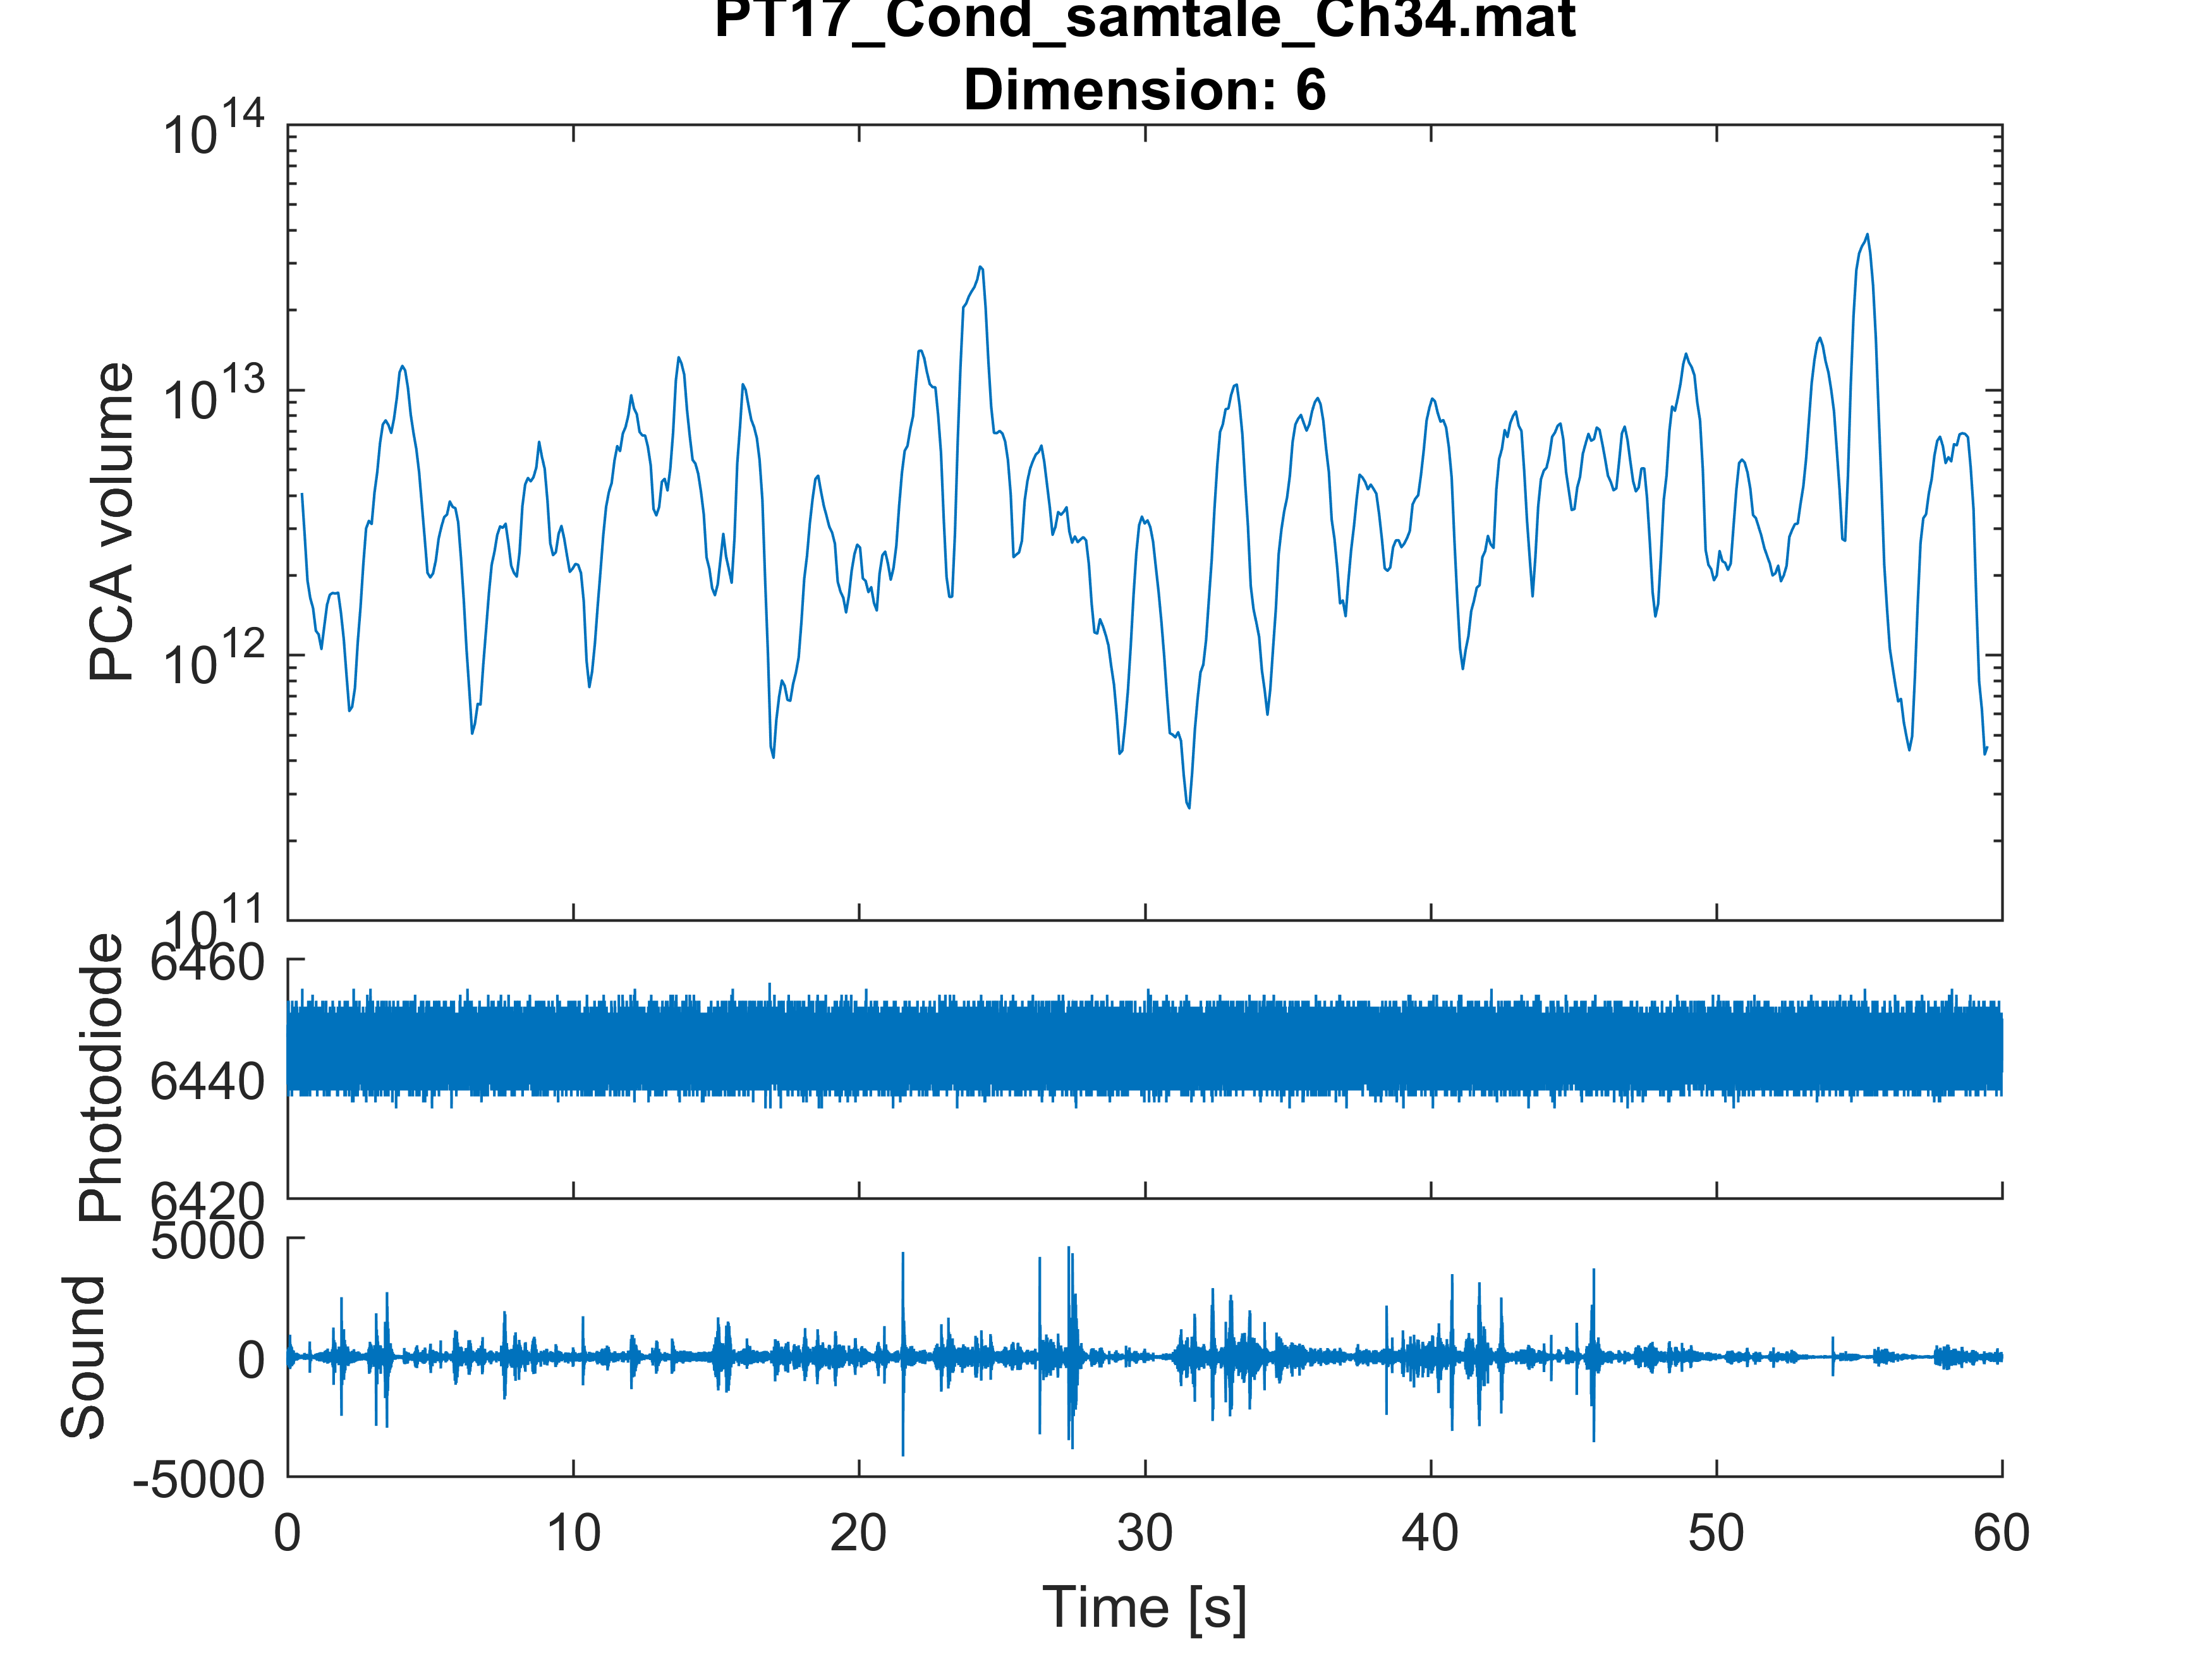 PT17_Cond_samtale_Ch34.mat
Dimension: 6
PCA volume
10^14
10^13
10^12
10^11
Photodiode
6460
6440
6420
Sound
5000
0
-5000
0 10 20 30 40 50 60
Time [s]